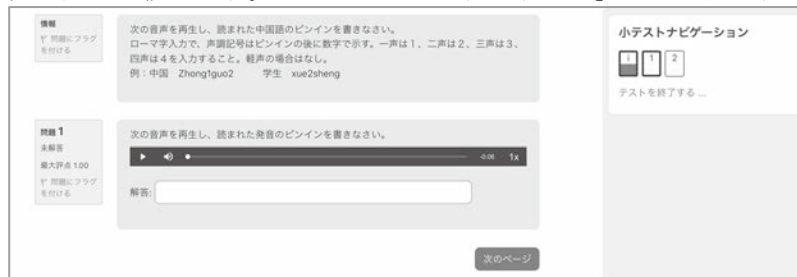 情報
問題にフラグ
を付ける
次の音声を再生し、読まれた中国語のピンインを書きなさい。
ローマ字入力で、声調記号はピンインの後に数字で示す。一声は1、二声は2、三声は3、
四声は4を入力すること。軽声の場合はなし。
例：中国 Zhong1guo2 学生 xue2sheng
問題 1
未解答
最大評点 1.00
問題にフラグ
を付ける
次の音声を再生し、読まれた発音のピンインを書きなさい。
-0:06 1x
解答:
次のページ
小テストナビゲーション
i 1 2
テストを終了する ...